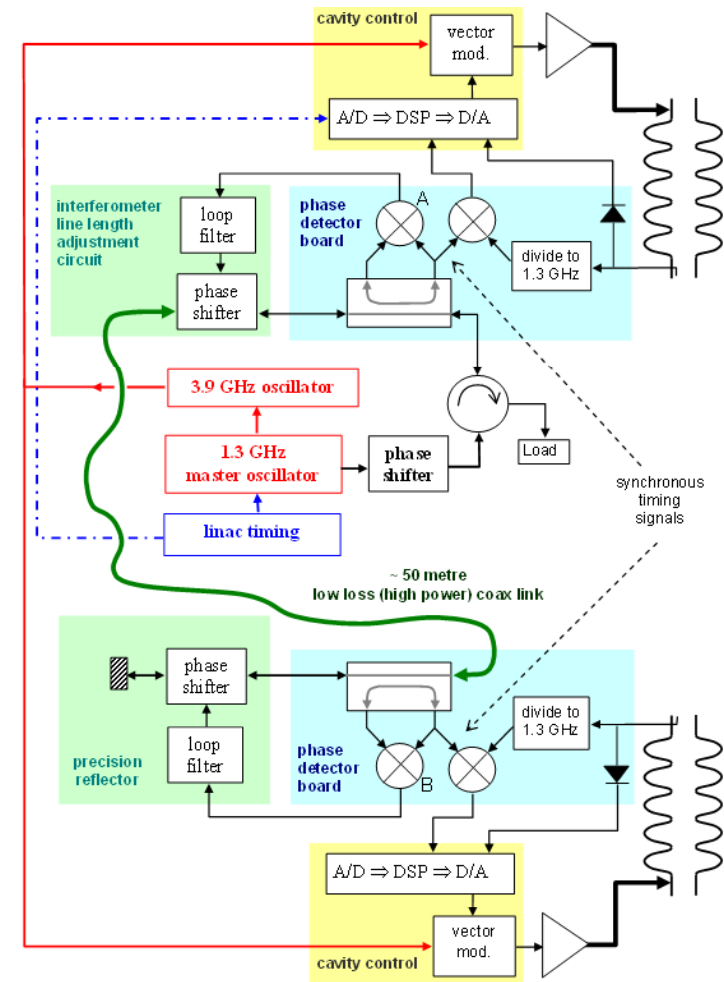 cavity control
vector
mod.
A/D ⇒ DSP ⇒ D/A
interferometer
line length
adjustment
circuit
loop
filter
phase
detector
board
A
divide to
1.3 GHz
phase
shifter
3.9 GHz oscillator
1.3 GHz
master oscillator
phase
shifter
Load
linac timing
synchronous
timing
signals
~ 50 metre
low loss (high power) coax link
phase
shifter
divide to
1.3 GHz
loop
filter
precision
reflector
phase
detector
board
B
A/D ⇒ DSP ⇒ D/A
vector
mod.
cavity control